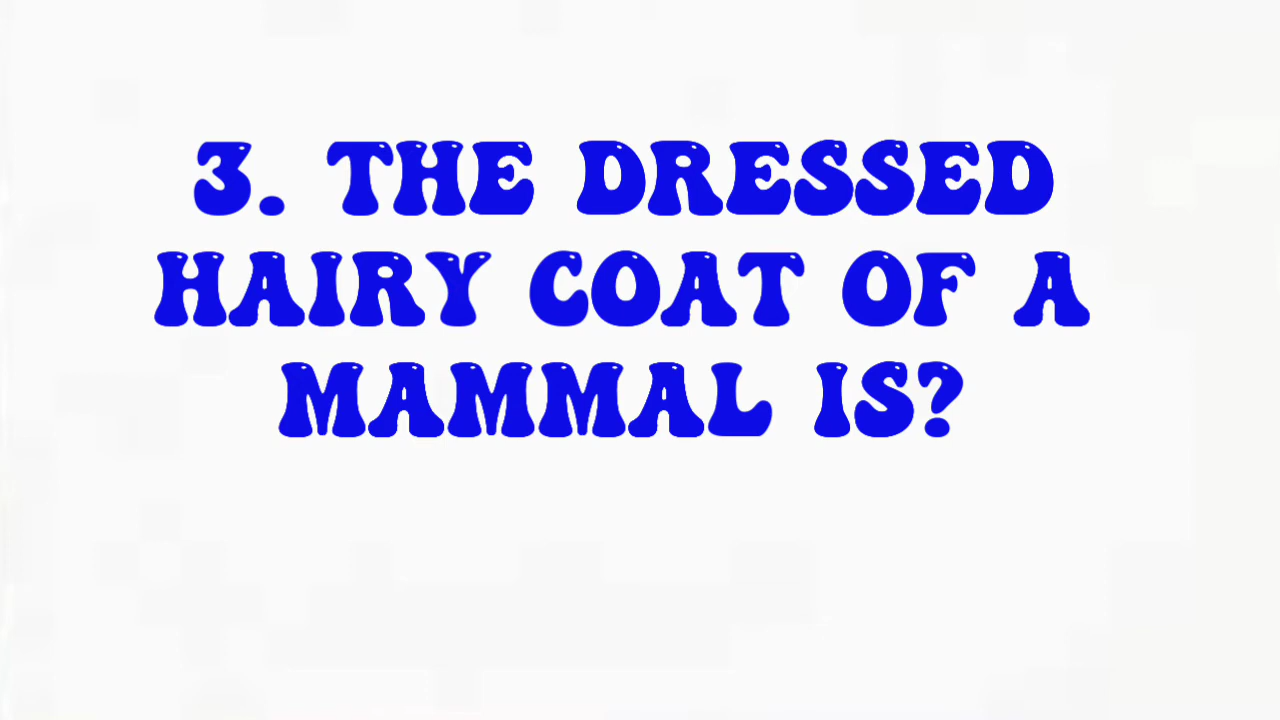 3. THE DRESSED
HAIRY COAT OF A
MAMMAL IS?